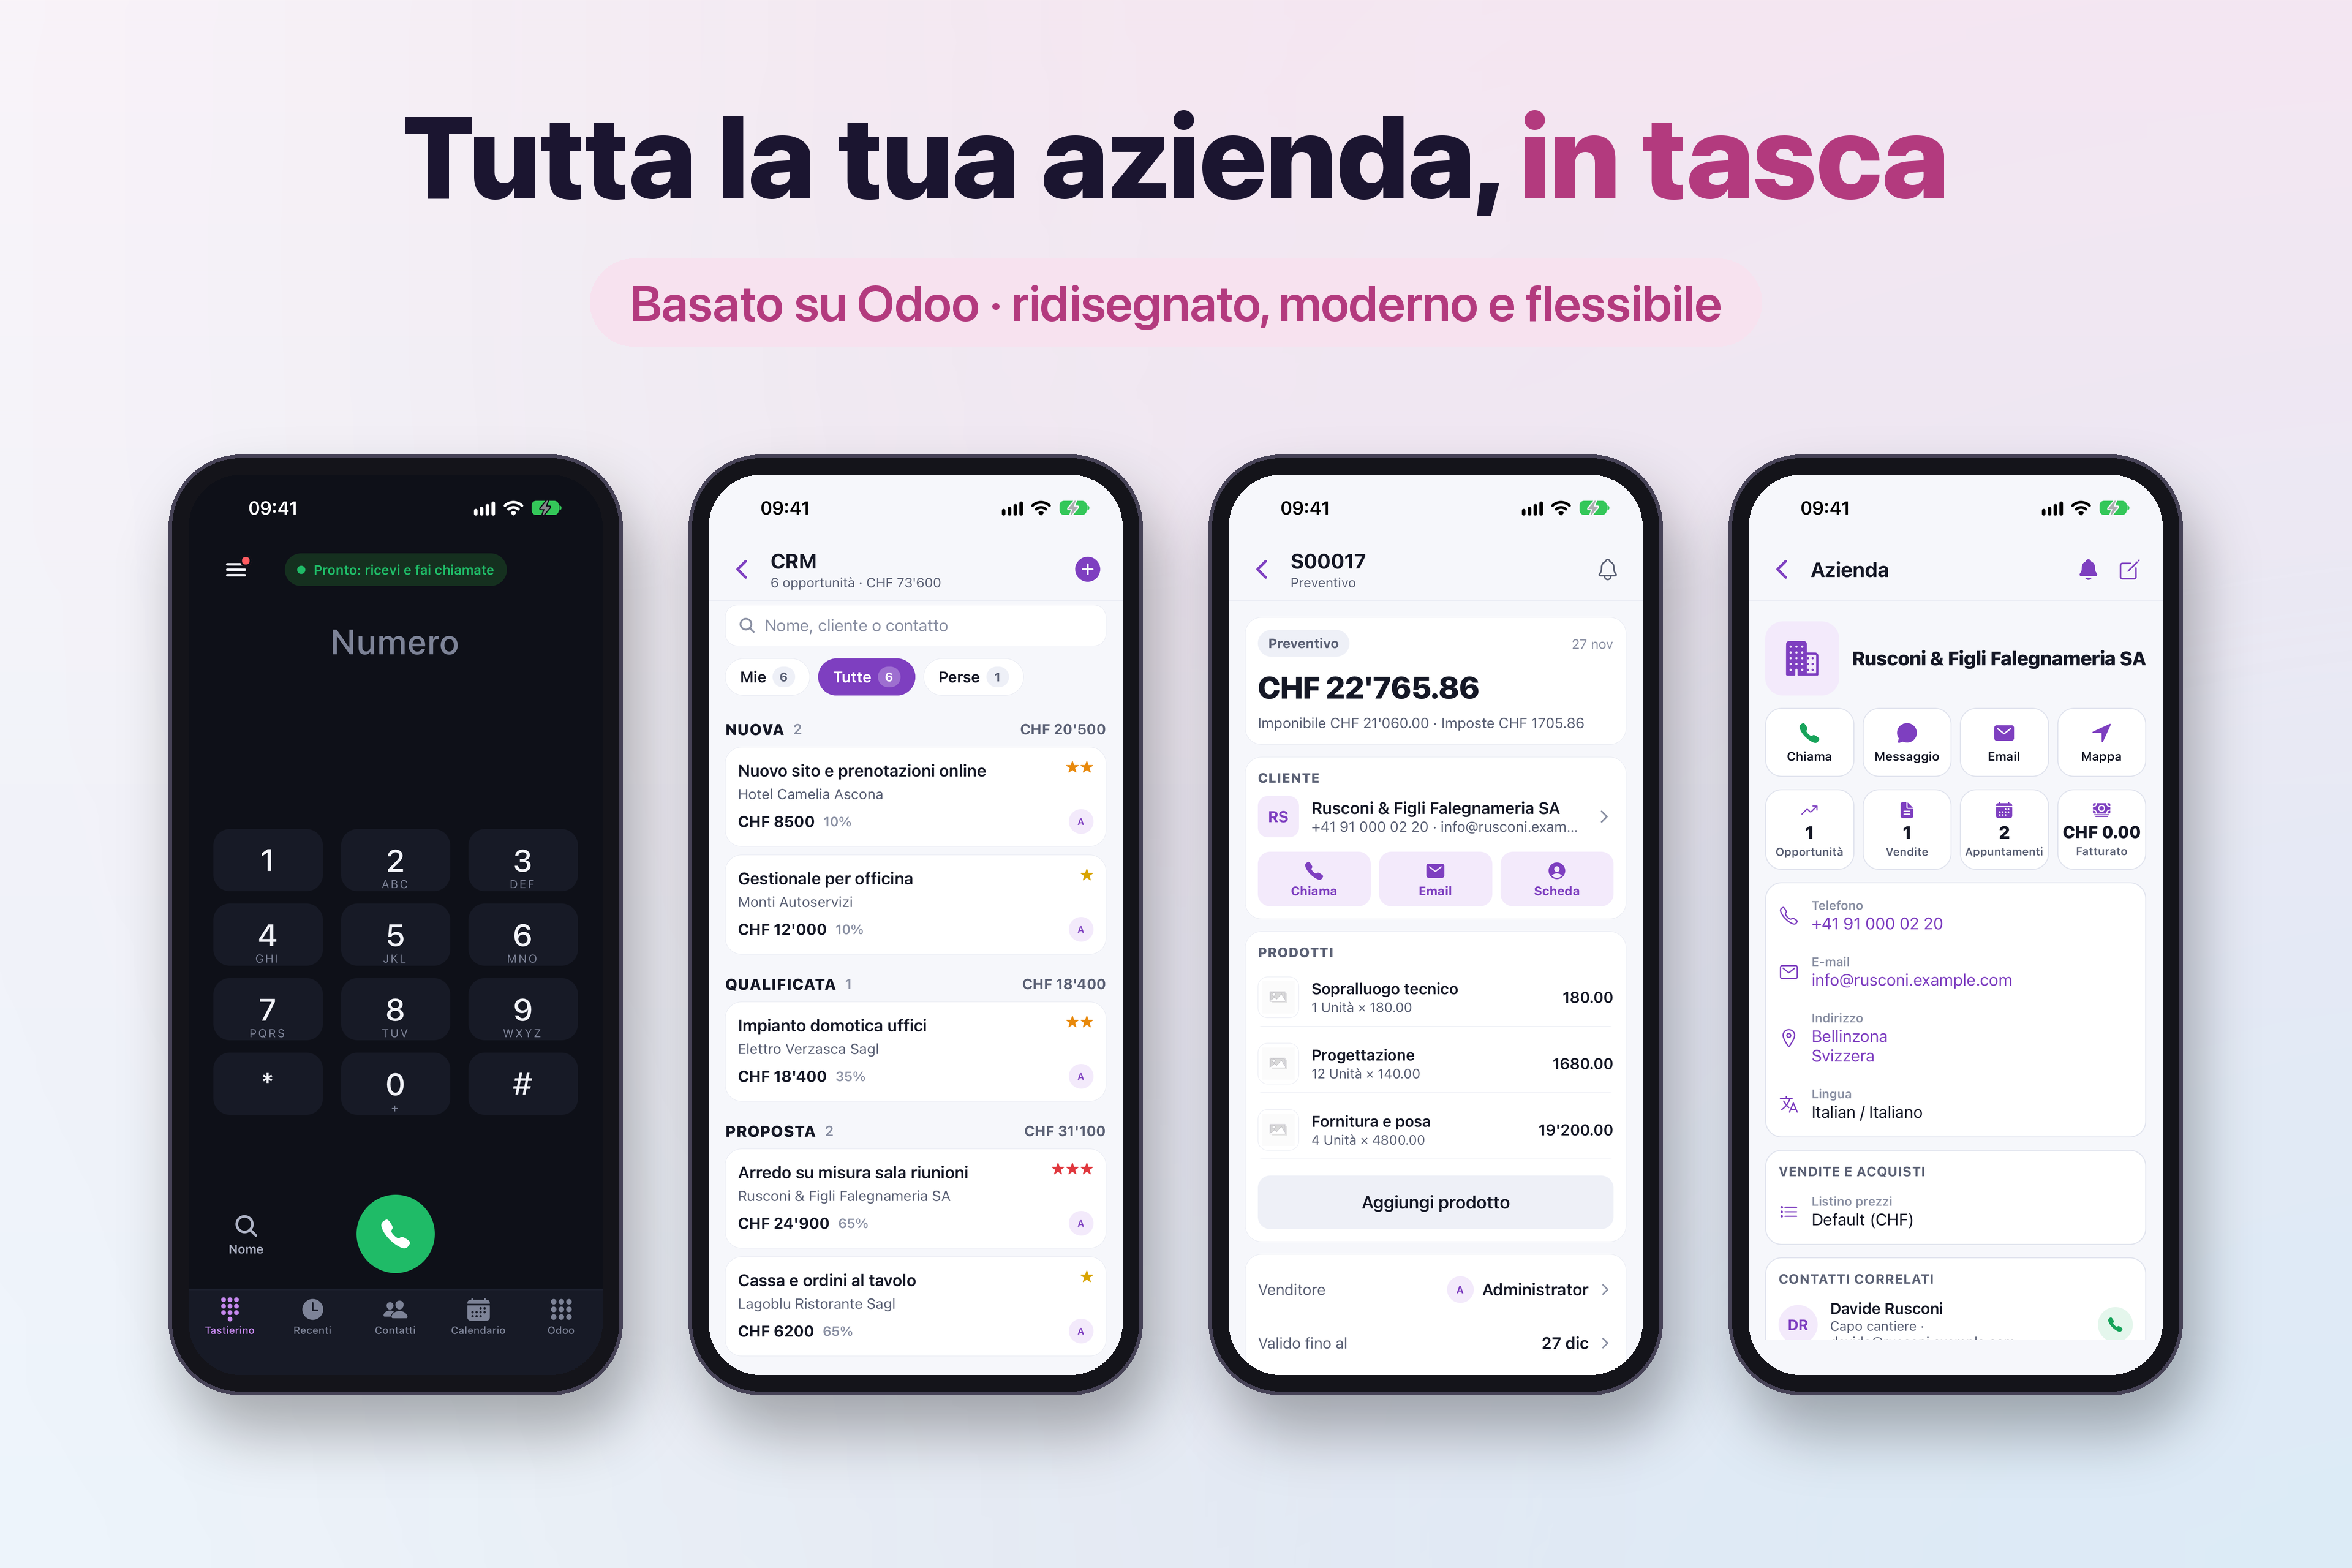 Tutta la tua azienda, in tasca
Basato su Odoo · ridisegnato, moderno e flessibile
09:41
Pronto: ricevi e fai chiamate
Numero
1
2
ABC
3
DEF
4
GHI
5
JKL
6
MNO
7
PQRS
8
TUV
9
WXYZ
*
0
+
#
Nome
Tastierino
Recenti
Contatti
Calendario
Odoo
09:41
CRM
6 opportunità · CHF 73'600
Nome, cliente o contatto
Mie 6
Tutte 6
Perse 1
NUOVA 2 CHF 20'500
Nuovo sito e prenotazioni online
Hotel Camelia Ascona
CHF 8500 10% A
Gestionale per officina
Monti Autoservizi
CHF 12'000 10% A
QUALIFICATA 1 CHF 18'400
Impianto domotica uffici
Elettro Verzasca Sagl
CHF 18'400 35% A
PROPOSTA 2 CHF 31'100
Arredo su misura sala riunioni
Rusconi & Figli Falegnameria SA
CHF 24'900 65% A
Cassa e ordini al tavolo
Lagoblu Ristorante Sagl
CHF 6200 65% A
09:41
S00017
Preventivo
Preventivo 27 nov
CHF 22'765.86
Imponibile CHF 21'060.00 · Imposte CHF 1705.86
CLIENTE
RS
Rusconi & Figli Falegnameria SA
+41 91 000 02 20 · info@rusconi.exam...
Chiama
Email
Scheda
PRODOTTI
Sopralluogo tecnico 180.00
1 Unità × 180.00
Progettazione 1680.00
12 Unità × 140.00
Fornitura e posa 19'200.00
4 Unità × 4800.00
Aggiungi prodotto
Venditore A Administrator
Valido fino al 27 dic
09:41
Azienda
Rusconi & Figli Falegnameria SA
Chiama
Messaggio
Email
Mappa
1
Opportunità
1
Vendite
2
Appuntamenti
CHF 0.00
Fatturato
Telefono
+41 91 000 02 20
E-mail
info@rusconi.example.com
Indirizzo
Bellinzona
Svizzera
Lingua
Italian / Italiano
VENDITE E ACQUISTI
Listino prezzi
Default (CHF)
CONTATTI CORRELATI
DR
Davide Rusconi
Capo cantiere ·